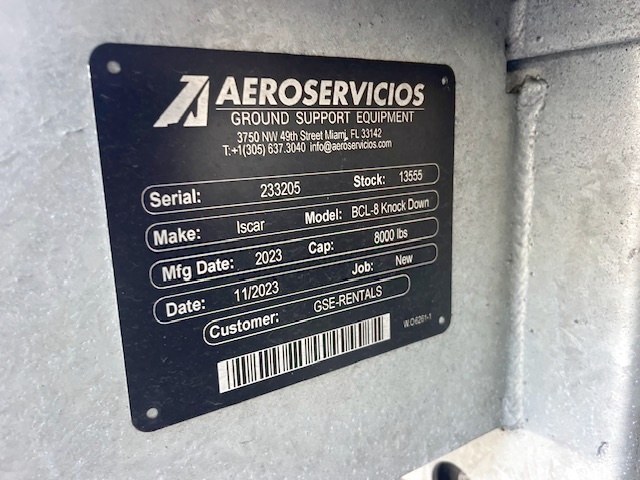 AEROSERVICIOS
GROUND SUPPORT EQUIPMENT
3750 NW 49th Street Miami, FL 33142
T:+1(305) 637.3040 info@aeroservicios.com
Serial: 233205 Stock: 13555
Make: Iscar Model: BCL-8 Knock Down
Mfg Date: 2023 Cap: 8000 lbs
Date: 11/2023 Job: New
Customer: GSE-RENTALS
W.O6261-1